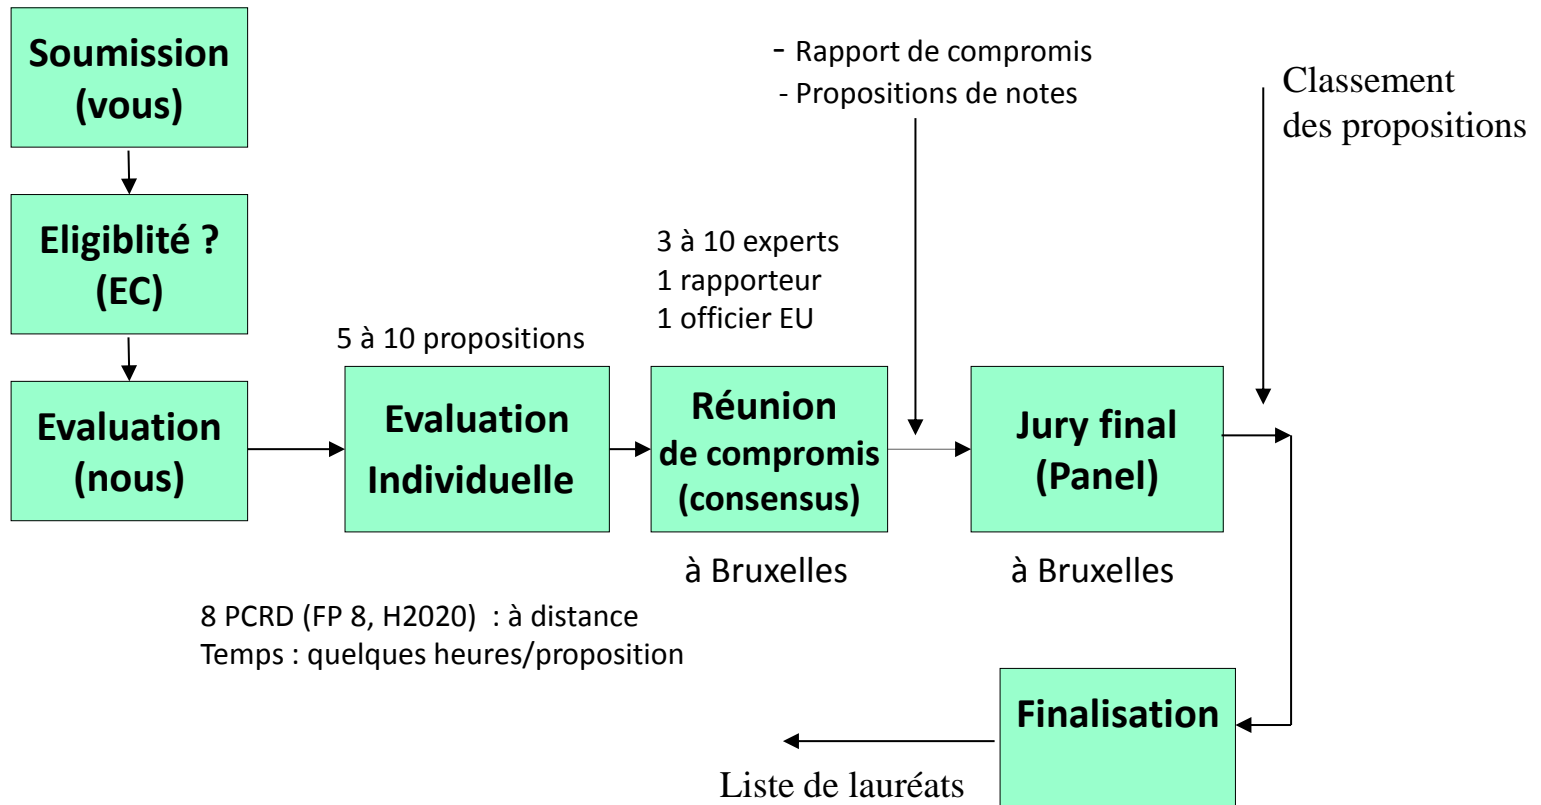 Soumission
(vous)
Eligiblité ?
(EC)
Evaluation
(nous)
5 à 10 propositions
Evaluation
Individuelle
8 PCRD (FP 8, H2020)  : à distance
Temps : quelques heures/proposition
3 à 10 experts
1 rapporteur
1 officier EU
Réunion
de compromis
(consensus)
à Bruxelles
- Rapport de compromis
- Propositions de notes
Jury final
(Panel)
à Bruxelles
Classement
des propositions
Finalisation
Liste de lauréats